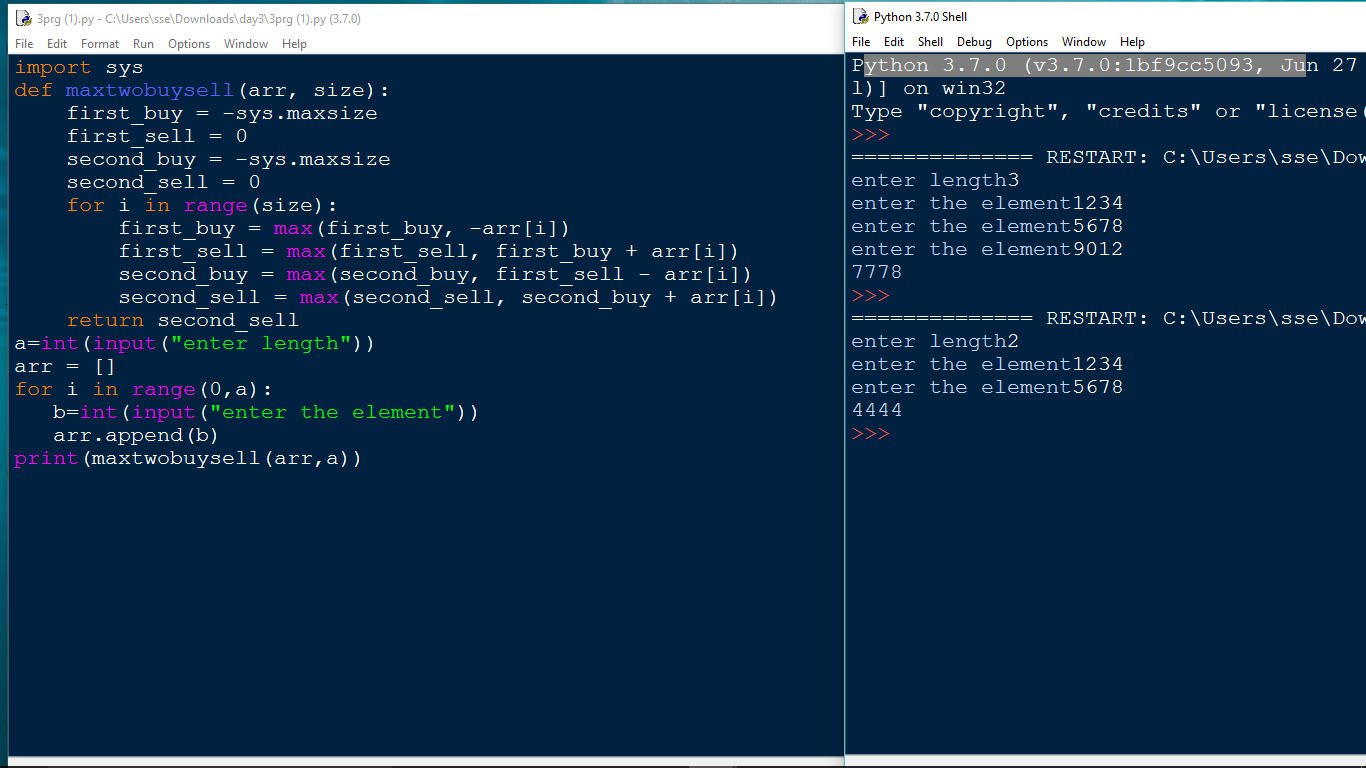 3prg (1).py - C:\Users\sse\Downloads\day3\3prg (1).py (3.7.0)
File Edit Format Run Options Window Help
import sys
def maxtwobuysell(arr, size):
    first_buy = -sys.maxsize
    first_sell = 0
    second_buy = -sys.maxsize
    second_sell = 0
    for i in range(size):
        first_buy = max(first_buy, -arr[i])
        first_sell = max(first_sell, first_buy + arr[i])
        second_buy = max(second_buy, first_sell - arr[i])
        second_sell = max(second_sell, second_buy + arr[i])
    return second_sell
a=int(input("enter length"))
arr = []
for i in range(0,a):
   b=int(input("enter the element"))
   arr.append(b)
print(maxtwobuysell(arr,a))
Python 3.7.0 Shell
File Edit Shell Debug Options Window Help
Python 3.7.0 (v3.7.0:1bf9cc5093, Jun 27
l)] on win32
Type "copyright", "credits" or "license(
>>>
============== RESTART: C:\Users\sse\Dow
enter length3
enter the element1234
enter the element5678
enter the element9012
7778
>>>
============== RESTART: C:\Users\sse\Dow
enter length2
enter the element1234
enter the element5678
4444
>>>